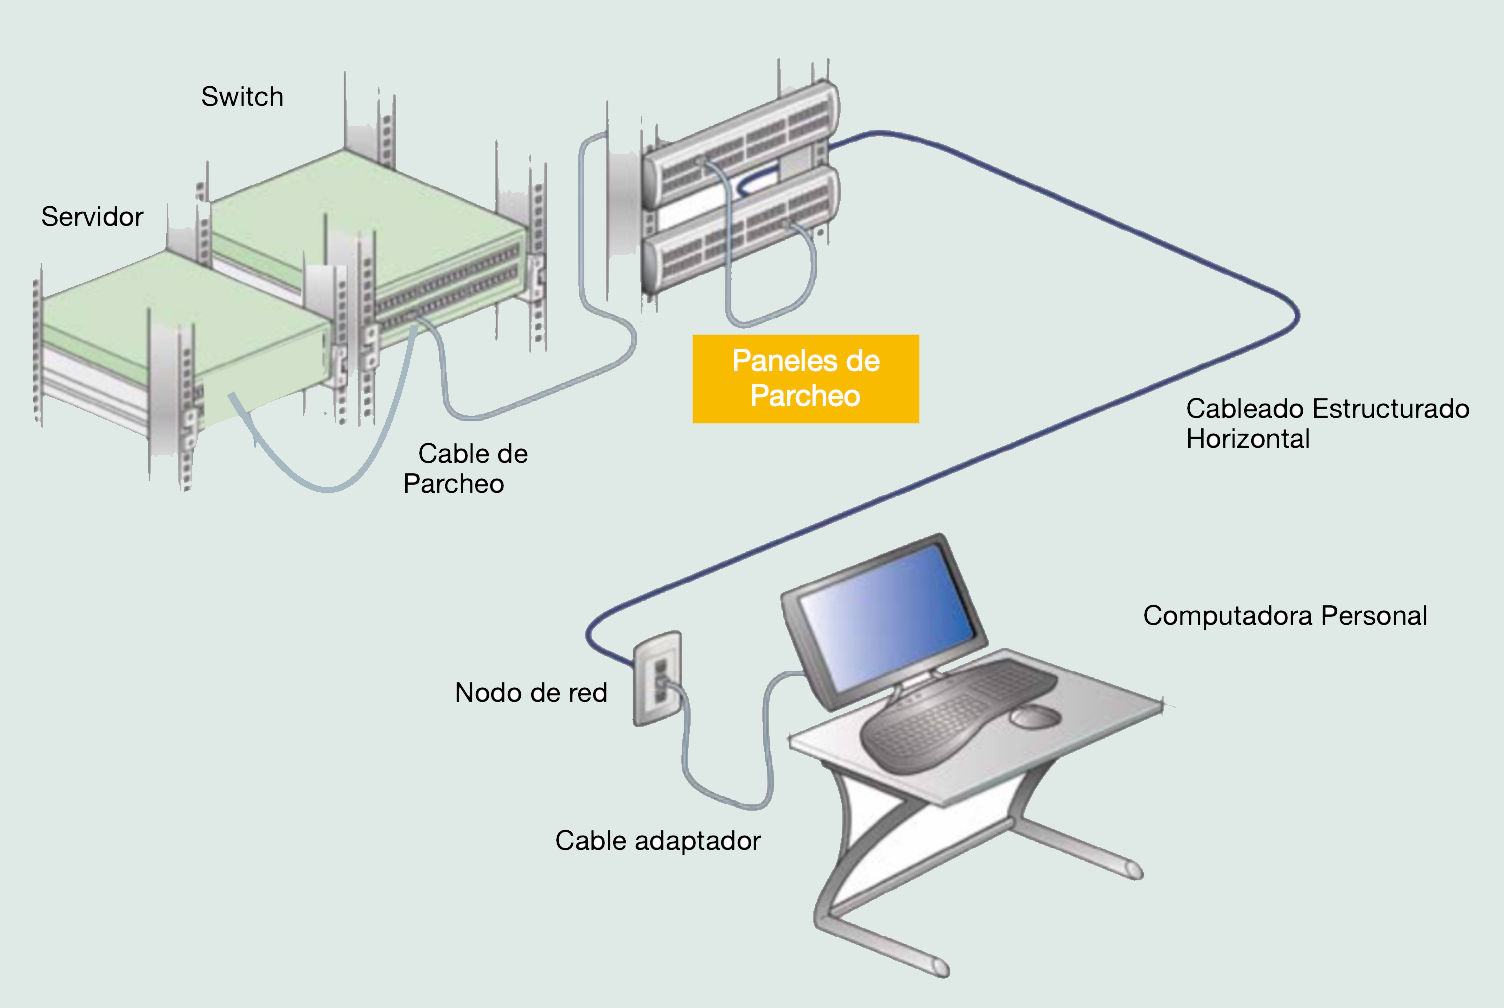 Switch
Servidor
Paneles de
Parcheo
Cableado Estructurado
Horizontal
Cable de
Parcheo
Computadora Personal
Nodo de red
Cable adaptador